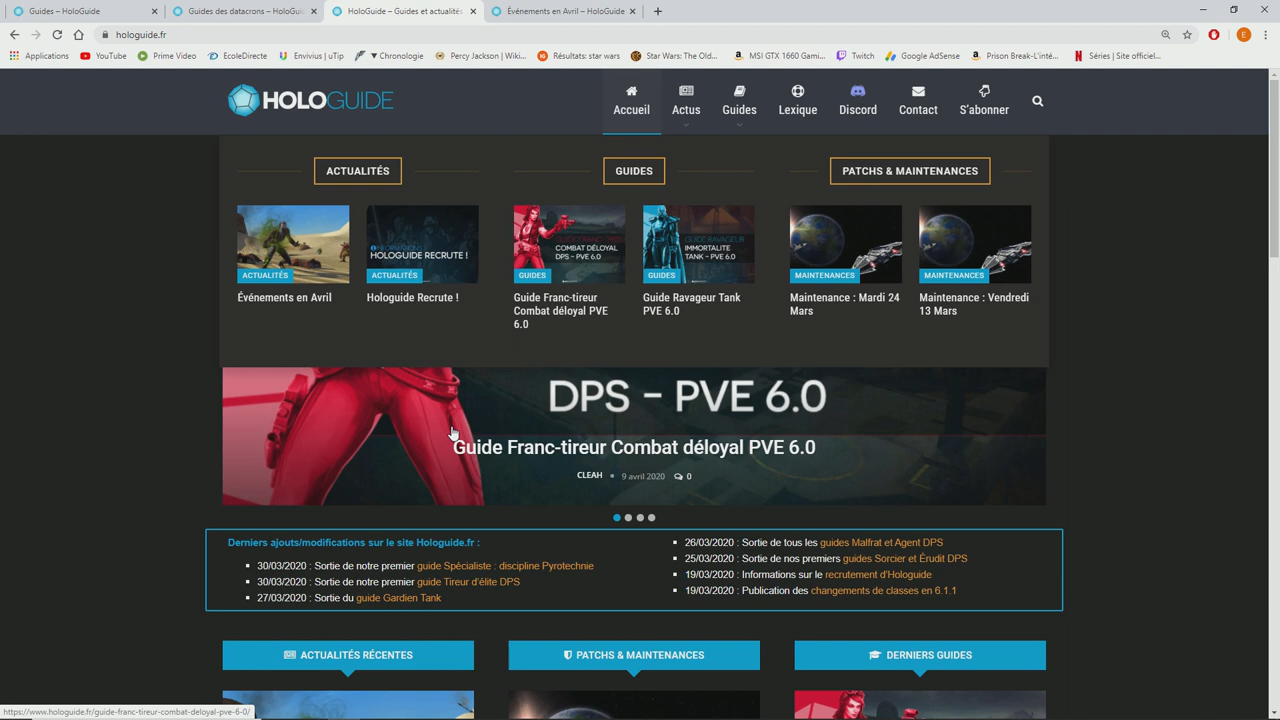 Guides – HoloGuide
Guides des datacrons – HoloGuid
HoloGuide – Guides et actualités
Événements en Avril – HoloGuide
hologuide.fr
E
Applications
YouTube
Prime Video
EcoleDirecte
Envivius | uTip
▼ Chronologie
Percy Jackson | Wiki...
Résultats: star wars
Star Wars: The Old...
MSI GTX 1660 Gami...
Twitch
Google AdSense
Prison Break-L'inté...
Séries | Site officiel...
HOLOGUIDE
Accueil
Actus
Guides
Lexique
Discord
Contact
S'abonner
ACTUALITÉS
GUIDES
PATCHS & MAINTENANCES
HOLOGUIDE RECRUTE !
COMBAT DÉLOYAL
DPS - PVE 6.0
GUIDE RAVAGEUR
IMMORTALITE
TANK - PVE 6.0
ACTUALITÉS
ACTUALITÉS
GUIDES
GUIDES
MAINTENANCES
MAINTENANCES
Événements en Avril
Hologuide Recrute !
Guide Franc-tireur
Combat déloyal PVE
6.0
Guide Ravageur Tank
PVE 6.0
Maintenance : Mardi 24
Mars
Maintenance : Vendredi
13 Mars
DPS – PVE 6.0
Guide Franc-tireur Combat déloyal PVE 6.0
CLEAH
9 avril 2020
0
Derniers ajouts/modifications sur le site Hologuide.fr :
30/03/2020 : Sortie de notre premier guide Spécialiste : discipline Pyrotechnie
30/03/2020 : Sortie de notre premier guide Tireur d'élite DPS
27/03/2020 : Sortie du guide Gardien Tank
26/03/2020 : Sortie de tous les guides Malfrat et Agent DPS
25/03/2020 : Sortie de nos premiers guides Sorcier et Érudit DPS
19/03/2020 : Informations sur le recrutement d'Hologuide
19/03/2020 : Publication des changements de classes en 6.1.1
ACTUALITÉS RÉCENTES
PATCHS & MAINTENANCES
DERNIERS GUIDES
https://www.hologuide.fr/guide-franc-tireur-combat-deloyal-pve-6-0/